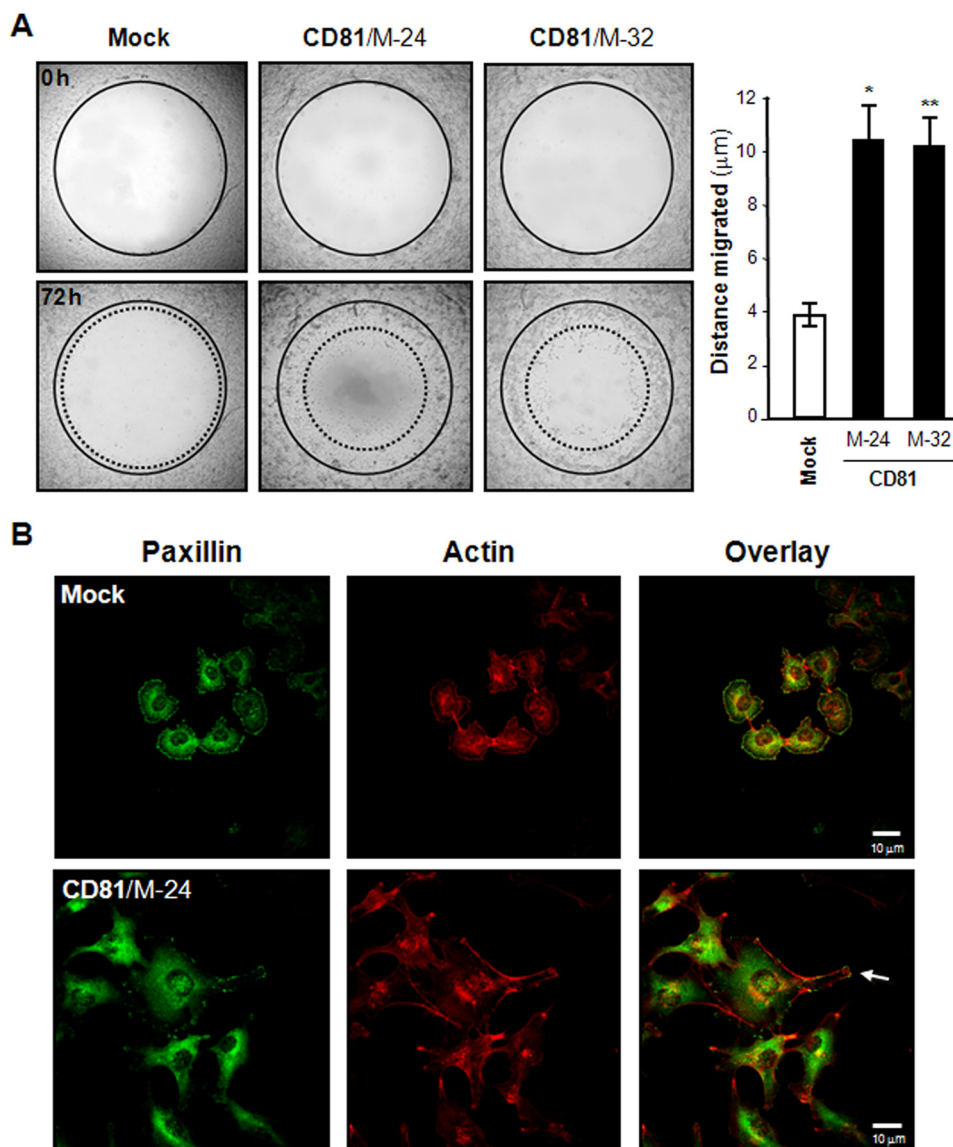 A
Mock
CD81/M-24
CD81/M-32
0h
72h
Distance migrated (μm)
12
10
8
6
4
2
0
*
**
Mock
M-24
M-32
CD81
B
Paxillin
Actin
Overlay
Mock
10 μm
CD81/M-24
10 μm